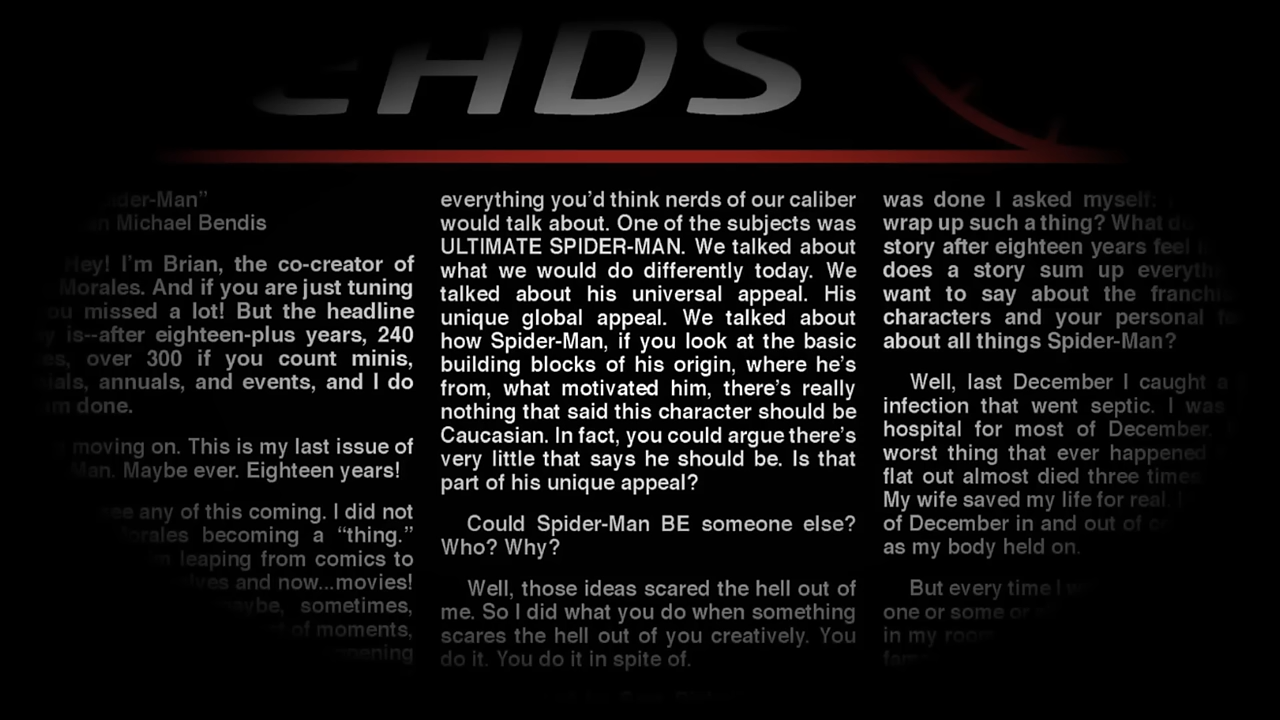 HDS
Man”
Michael Bendis
Hey! I’m Brian, the co-creator of
Morales. And if you are just tuning
missed a lot! But the headline
is--after eighteen-plus years, 240
over 300 if you count minis,
annuals, and events, and I do
done.
moving on. This is my last issue of
Man. Maybe ever. Eighteen years!
see any of this coming. I did not
becoming a “thing.”
leaping from comics to
and now...movies!
maybe, sometimes,
of moments,
everything you’d think nerds of our caliber
would talk about. One of the subjects was
ULTIMATE SPIDER-MAN. We talked about
what we would do differently today. We
talked about his universal appeal. His
unique global appeal. We talked about
how Spider-Man, if you look at the basic
building blocks of his origin, where he’s
from, what motivated him, there’s really
nothing that said this character should be
Caucasian. In fact, you could argue there’s
very little that says he should be. Is that
part of his unique appeal?
Could Spider-Man BE someone else?
Who? Why?
Well, those ideas scared the hell out of
me. So I did what you do when something
scares the hell out of you creatively. You
do it. You do it in spite of.
was done I asked myself:
wrap up such a thing? What
story after eighteen years feel
does a story sum up
want to say about the
characters and your personal
about all things Spider-Man?
Well, last December I caught a
infection that went septic. I was
hospital for most of December.
worst thing that ever happened
flat out almost died three times.
My wife saved my life for real. I
of December in and out of
as my body held on.
But every time I
one or some or
in my room